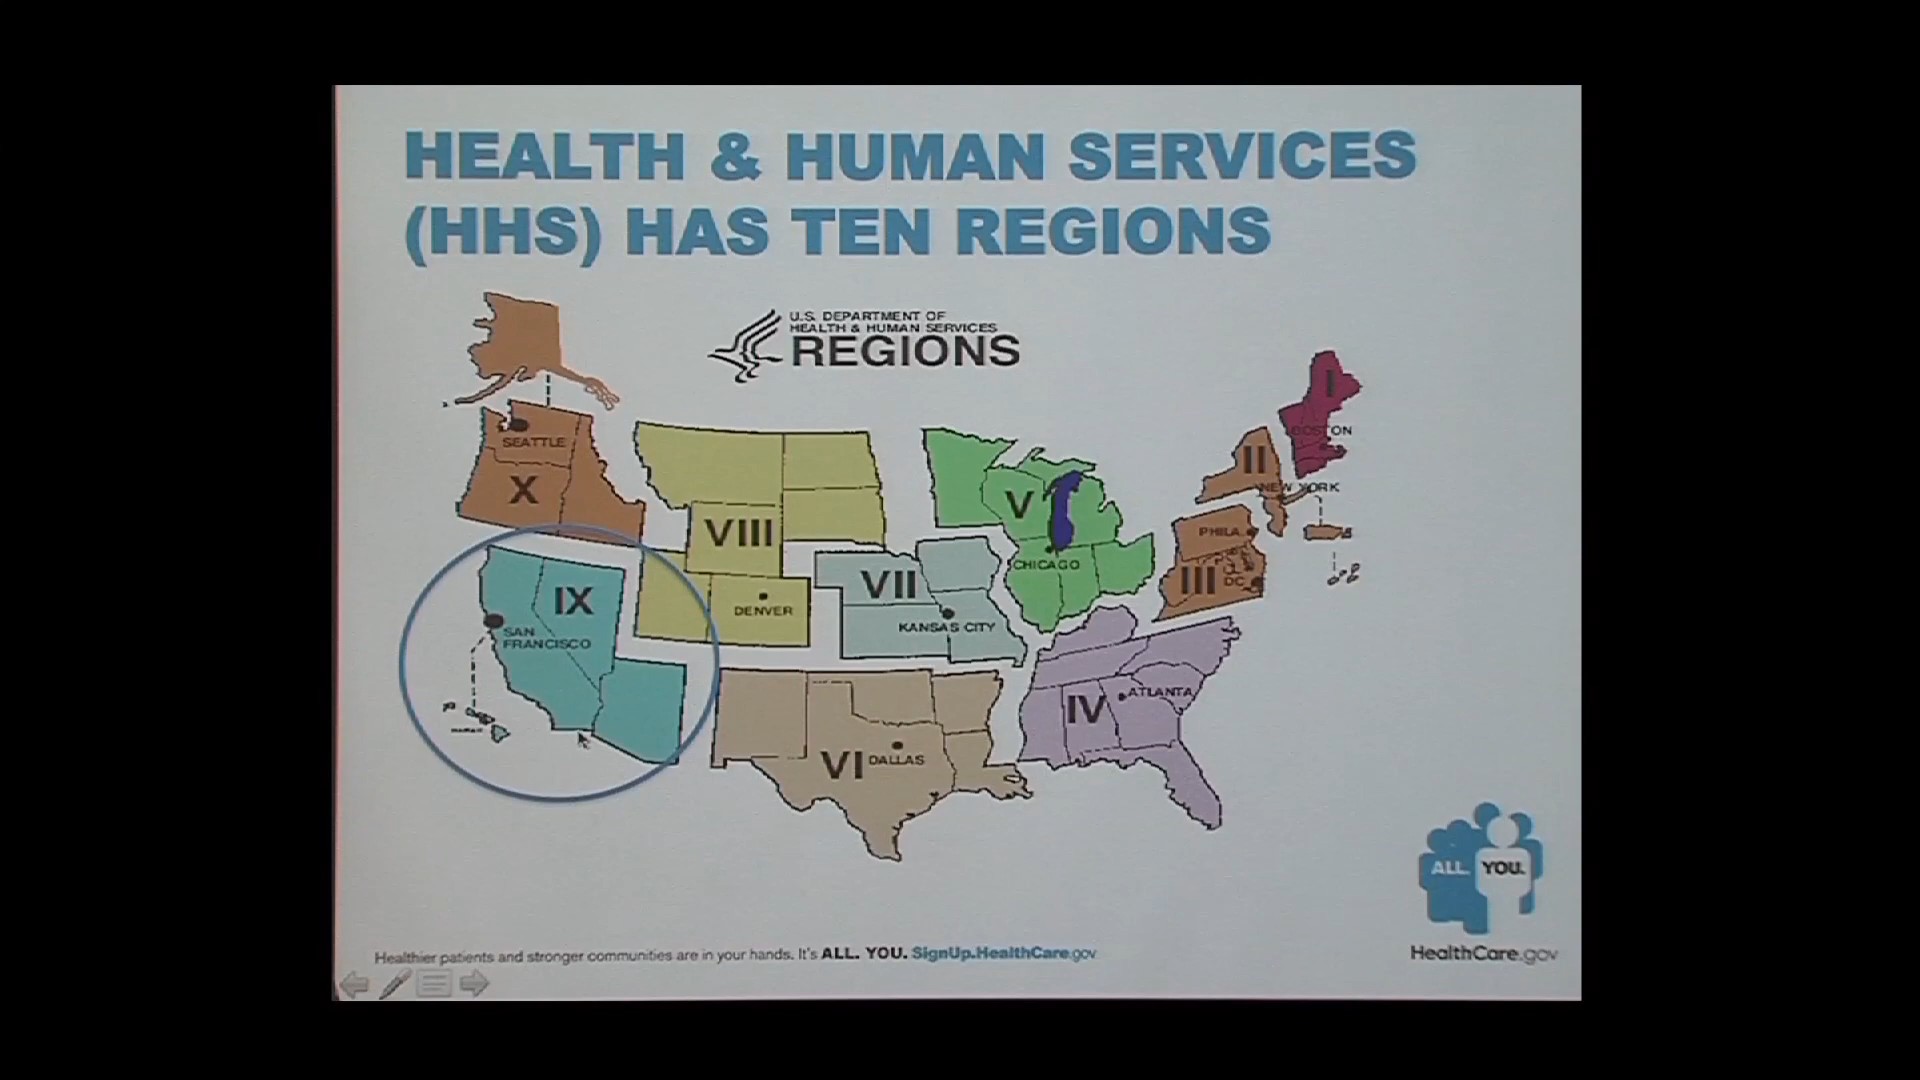 HEALTH & HUMAN SERVICES
(HHS) HAS TEN REGIONS
U.S. DEPARTMENT OF
HEALTH & HUMAN SERVICES
REGIONS
I
BOSTON
II
NEW YORK
SEATTLE
X
VIII
V
PHILA.
III
DC
CHICAGO
IX
VII
DENVER
KANSAS CITY
SAN
FRANCISCO
IV
ATLANTA
VI
DALLAS
ALL. YOU.
Healthier patients and stronger communities are in your hands. It's ALL. YOU. SignUp.HealthCare.gov
HealthCare.gov